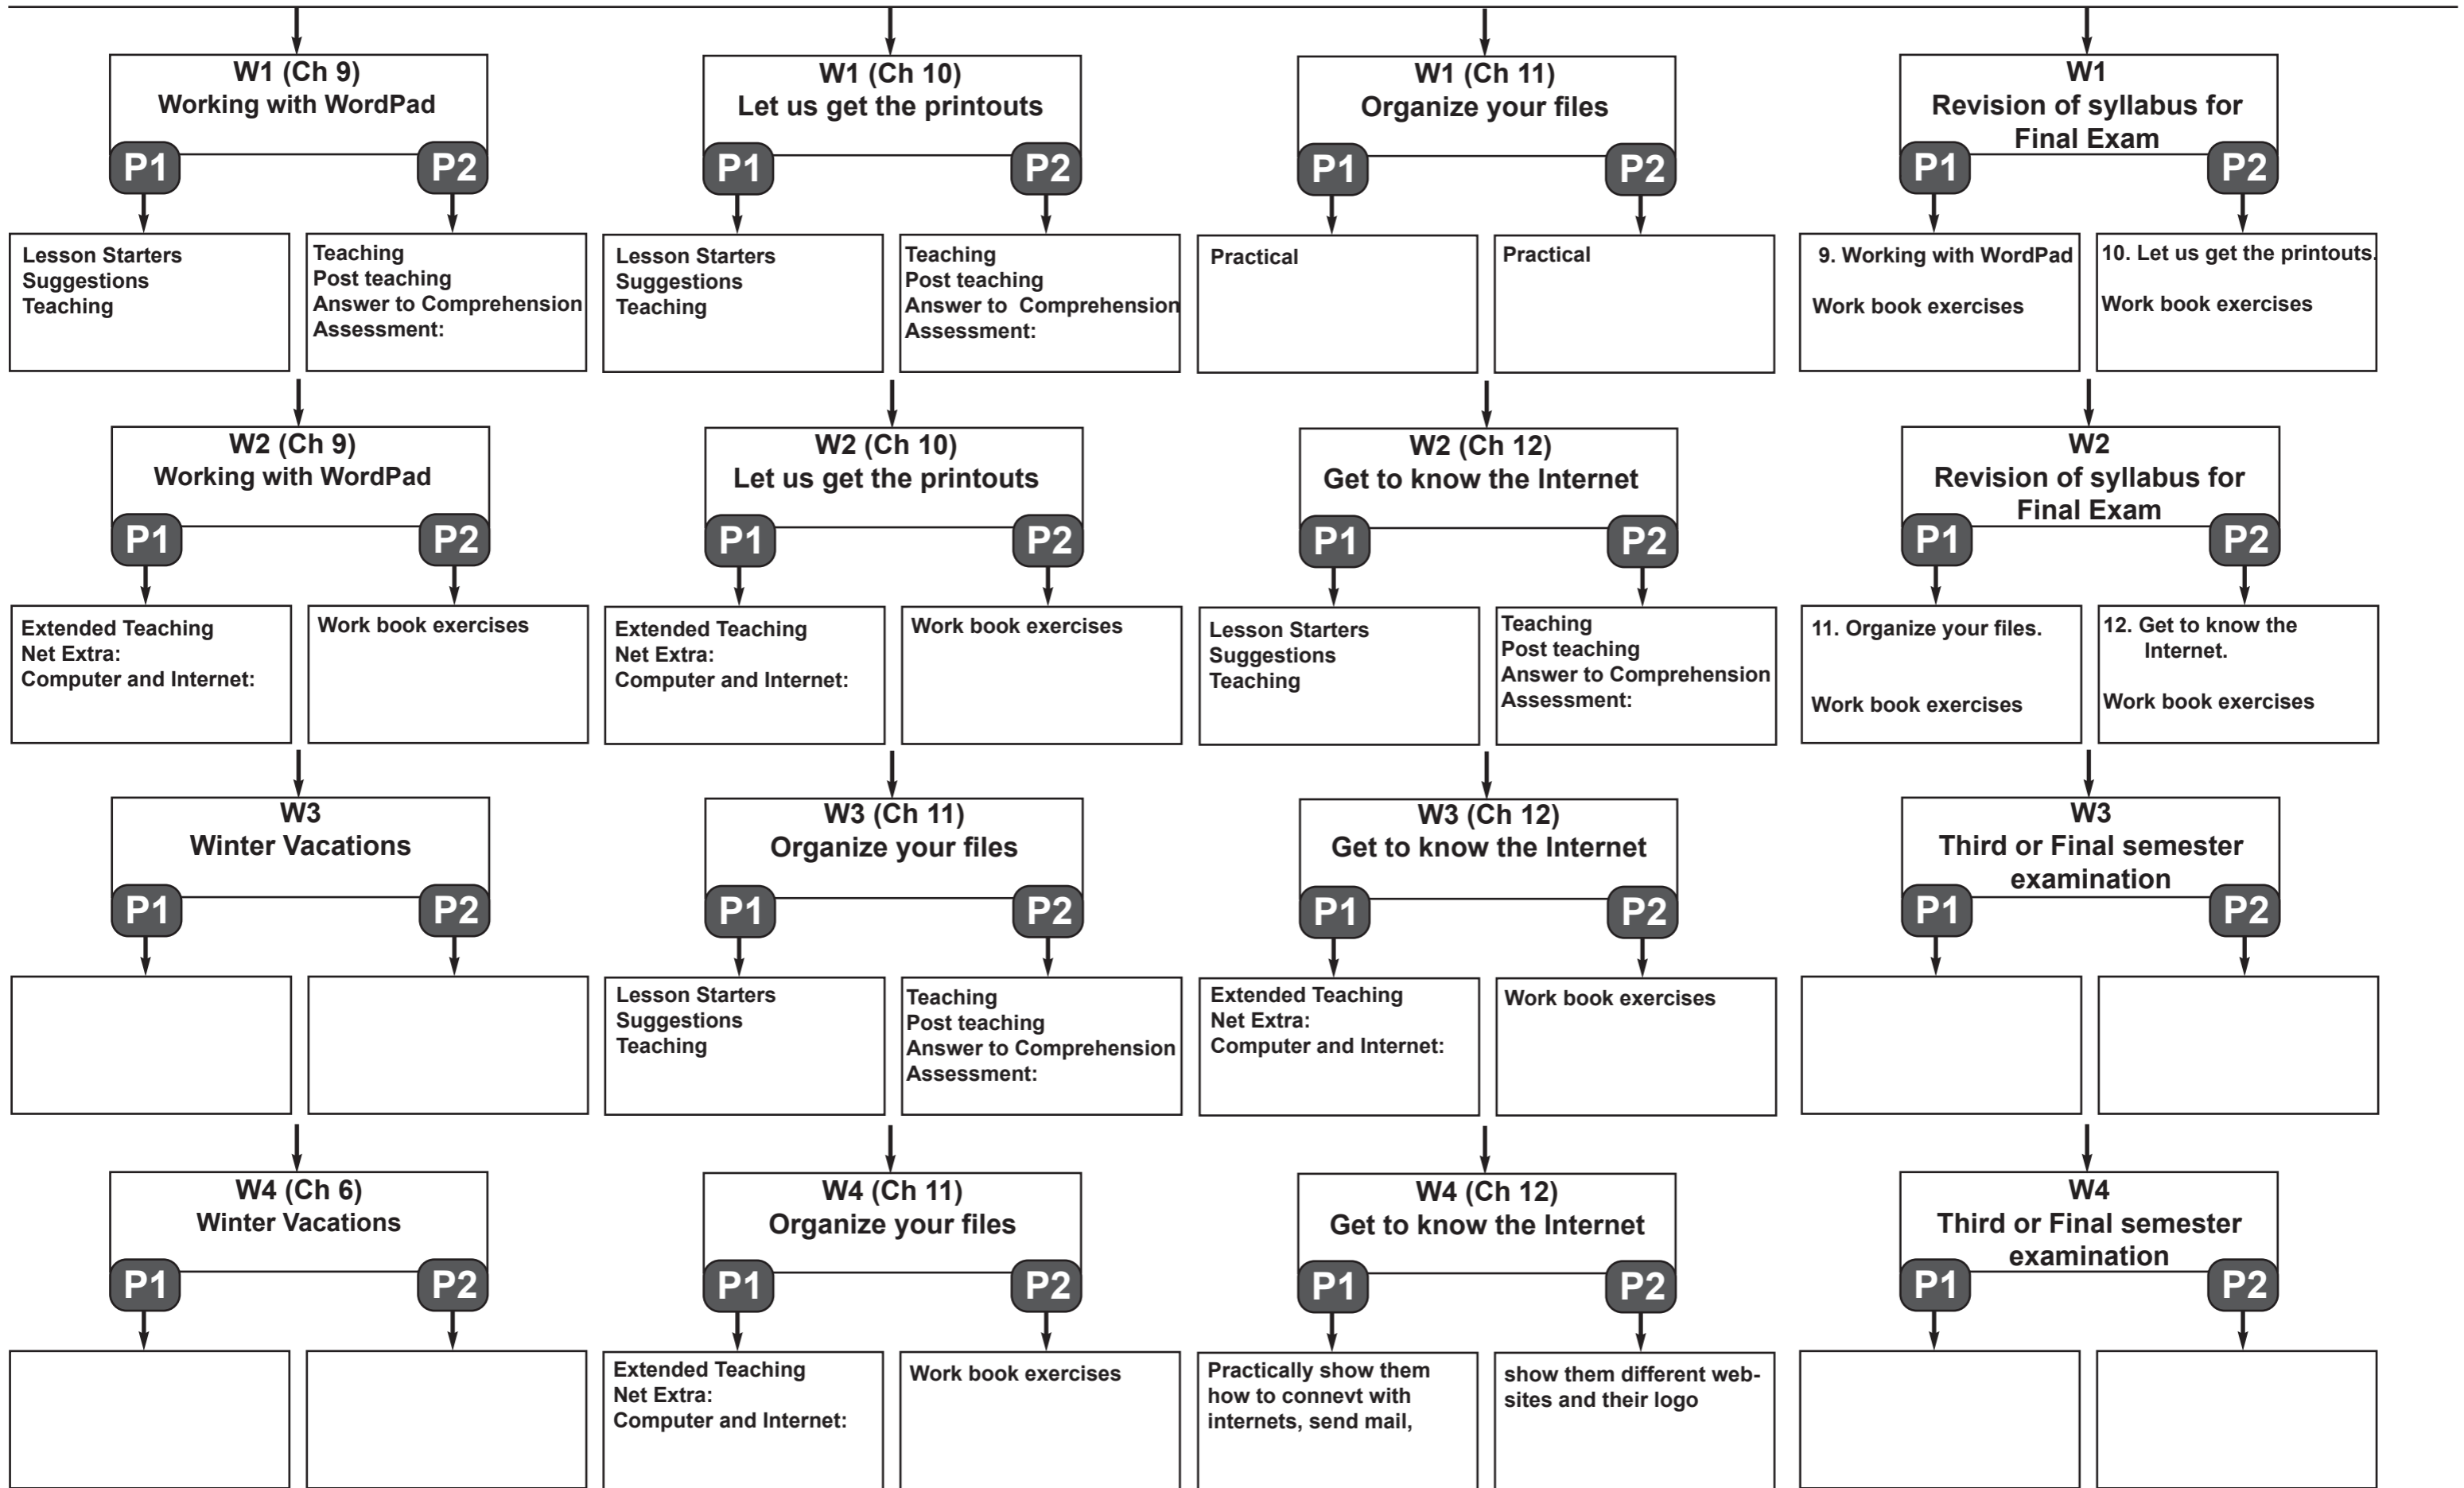 W1 (Ch 9)
Working with WordPad
P1
P2
Lesson Starters
Suggestions
Teaching
Teaching
Post teaching
Answer to Comprehension
Assessment:
W2 (Ch 9)
Working with WordPad
P1
P2
Extended Teaching
Net Extra:
Computer and Internet:
Work book exercises
W3
Winter Vacations
P1
P2
W4 (Ch 6)
Winter Vacations
P1
P2
W1 (Ch 10)
Let us get the printouts
P1
P2
Lesson Starters
Suggestions
Teaching
Teaching
Post teaching
Answer to  Comprehension
Assessment:
W2 (Ch 10)
Let us get the printouts
P1
P2
Extended Teaching
Net Extra:
Computer and Internet:
Work book exercises
W3 (Ch 11)
Organize your files
P1
P2
Lesson Starters
Suggestions
Teaching
Teaching
Post teaching
Answer to Comprehension
Assessment:
W4 (Ch 11)
Organize your files
P1
P2
Extended Teaching
Net Extra:
Computer and Internet:
Work book exercises
W1 (Ch 11)
Organize your files
P1
P2
Practical
Practical
W2 (Ch 12)
Get to know the Internet
P1
P2
Lesson Starters
Suggestions
Teaching
Teaching
Post teaching
Answer to Comprehension
Assessment:
W3 (Ch 12)
Get to know the Internet
P1
P2
Extended Teaching
Net Extra:
Computer and Internet:
Work book exercises
W4 (Ch 12)
Get to know the Internet
P1
P2
Practically show them
how to connevt with
internets, send mail,
show them different web-
sites and their logo
W1
Revision of syllabus for
Final Exam
P1
P2
9. Working with WordPad
Work book exercises
10. Let us get the printouts.
Work book exercises
W2
Revision of syllabus for
Final Exam
P1
P2
11. Organize your files.
Work book exercises
12. Get to know the
Internet.
Work book exercises
W3
Third or Final semester
examination
P1
P2
W4
Third or Final semester
examination
P1
P2